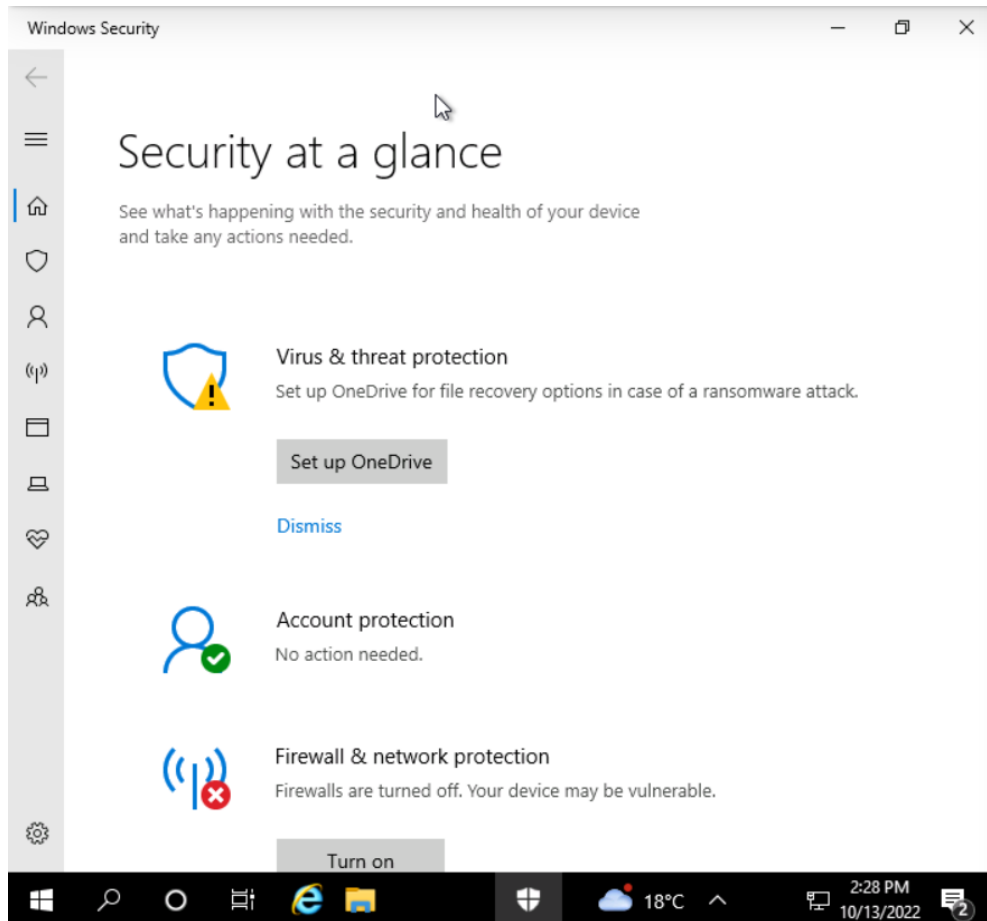 Windows Security
Security at a glance
See what's happening with the security and health of your device
and take any actions needed.
Virus & threat protection
Set up OneDrive for file recovery options in case of a ransomware attack.
Set up OneDrive
Dismiss
Account protection
No action needed.
Firewall & network protection
Firewalls are turned off. Your device may be vulnerable.
Turn on
18°C
2:28 PM
10/13/2022
2